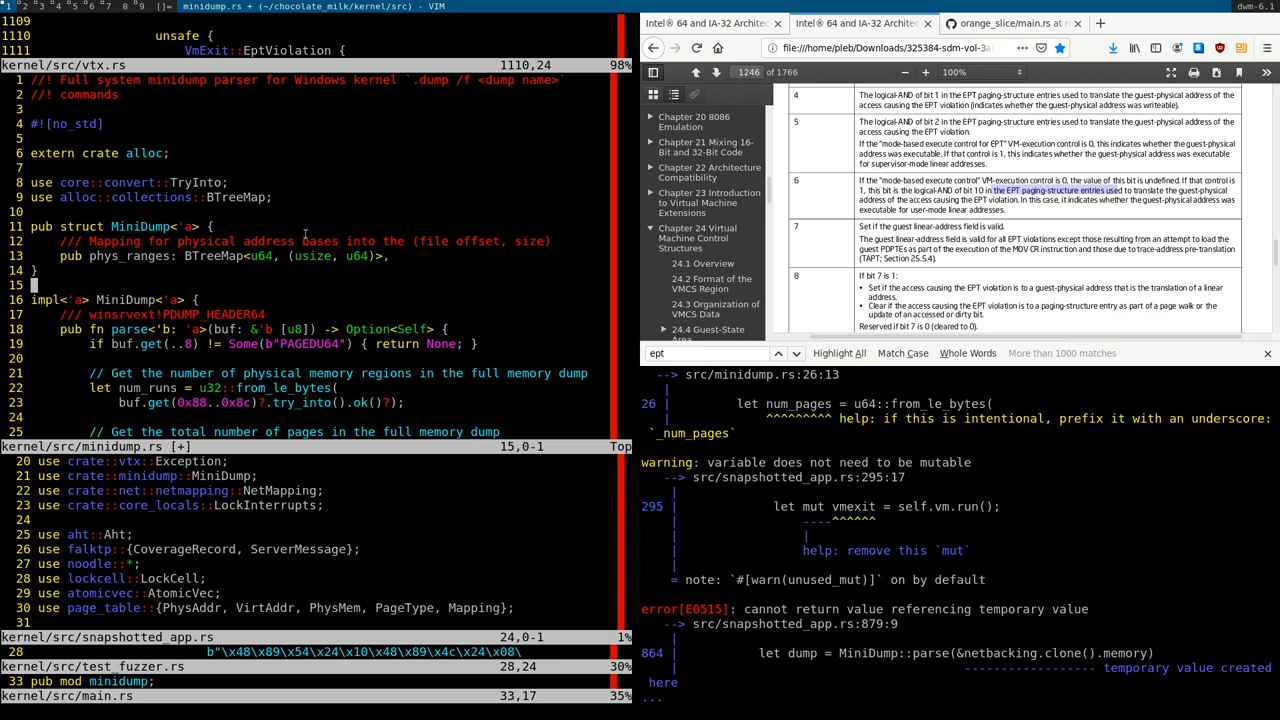 1 2 3 4 5 6 7 8 9 []= minidump.rs + (~/chocolate_milk/kernel/src) - VIM
dwm-6.1
1109
1110 unsafe {
1111 VmExit::EptViolation {
kernel/src/vtx.rs 1110,24 98%
1 //! Full system minidump parser for Windows kernel `.dump /f <dump name>`
2 //! commands
3
4 #![no_std]
5
6 extern crate alloc;
7
8 use core::convert::TryInto;
9 use alloc::collections::BTreeMap;
10
11 pub struct MiniDump<'a> {
12 /// Mapping for physical address bases into the (file offset, size)
13 pub phys_ranges: BTreeMap<u64, (usize, u64)>,
14 }
15
16 impl<'a> MiniDump<'a> {
17 /// winsrvext!PDUMP_HEADER64
18 pub fn parse<'b: 'a>(buf: &'b [u8]) -> Option<Self> {
19 if buf.get(..8) != Some(b"PAGEDU64") { return None; }
20
21 // Get the number of physical memory regions in the full memory dump
22 let num_runs = u32::from_le_bytes(
23 buf.get(0x88..0x8c)?.try_into().ok()?);
24
25 // Get the total number of pages in the full memory dump
kernel/src/minidump.rs [+] 15,0-1 Top
20 use crate::vtx::Exception;
21 use crate::minidump::MiniDump;
22 use crate::net::netmapping::NetMapping;
23 use crate::core_locals::LockInterrupts;
24
25 use aht::Aht;
26 use falktp::{CoverageRecord, ServerMessage};
27 use noodle::*;
28 use lockcell::LockCell;
29 use atomicvec::AtomicVec;
30 use page_table::{PhysAddr, VirtAddr, PhysMem, PageType, Mapping};
31
kernel/src/snapshotted_app.rs 24,0-1 1%
28 b"\x48\x89\x54\x24\x10\x48\x89\x4c\x24\x08\
kernel/src/test_fuzzer.rs 28,24 30%
33 pub mod minidump;
kernel/src/main.rs 33,17 35%
Intel® 64 and IA-32 Architec
Intel® 64 and IA-32 Architec
orange_slice/main.rs at m
file:///home/pleb/Downloads/325384-sdm-vol-3a
1246 of 1766
100%
Chapter 20 8086
Emulation
Chapter 21 Mixing 16-
Bit and 32-Bit Code
Chapter 22 Architecture
Compatibility
Chapter 23 Introduction
to Virtual Machine
Extensions
Chapter 24 Virtual
Machine Control
Structures
24.1 Overview
24.2 Format of the
VMCS Region
24.3 Organization of
VMCS Data
24.4 Guest-State
Area
4 The logical-AND of bit 1 in the EPT paging-structure entries used to translate the guest-physical address of the
access causing the EPT violation (indicates whether the guest-physical address was writeable).
5 The logical-AND of bit 2 in the EPT paging-structure entries used to translate the guest-physical address of the
access causing the EPT violation.
If the "mode-based execute control for EPT" VM-execution control is 0, this indicates whether the guest-physical
address was executable. If that control is 1, this indicates whether the guest-physical address was executable
for supervisor-mode linear addresses.
6 If the "mode-based execute control" VM-execution control is 0, the value of this bit is undefined. If that control is
1, this bit is the logical-AND of bit 10 in the EPT paging-structure entries used to translate the guest-physical
address of the access causing the EPT violation. In this case, it indicates whether the guest-physical address was
executable for user-mode linear addresses.
7 Set if the guest linear-address field is valid.
The guest linear-address field is valid for all EPT violations except those resulting from an attempt to load the
guest PDPTEs as part of the execution of the MOV CR instruction and those due to trace-address pre-translation
(TAPT; Section 25.5.4).
8 If bit 7 is 1:
• Set if the access causing the EPT violation is to a guest-physical address that is the translation of a linear
address.
• Clear if the access causing the EPT violation is to a paging-structure entry as part of a page walk or the
update of an accessed or dirty bit.
Reserved if bit 7 is 0 (cleared to 0).
ept Highlight All Match Case Whole Words More than 1000 matches
--> src/minidump.rs:26:13
|
26 | let num_pages = u64::from_le_bytes(
| ^^^^^^^^^ help: if this is intentional, prefix it with an underscore:
`_num_pages`
warning: variable does not need to be mutable
--> src/snapshotted_app.rs:295:17
|
295 | let mut vmexit = self.vm.run();
| ----^^^^^^
| |
| help: remove this `mut`
|
= note: `#[warn(unused_mut)]` on by default
error[E0515]: cannot return value referencing temporary value
--> src/snapshotted_app.rs:879:9
|
864 | let dump = MiniDump::parse(&netbacking.clone().memory)
| ------------------ temporary value created
here
...